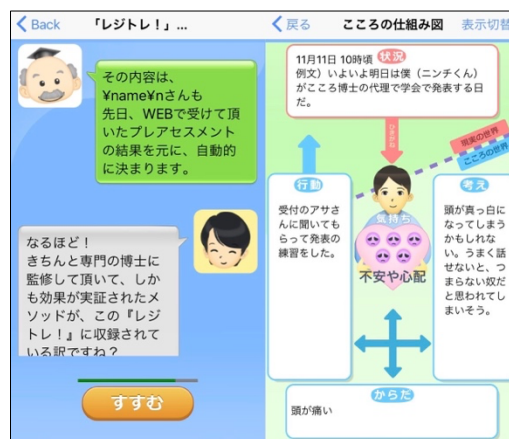 Back
「レジトレ！」...
その内容は、
¥name¥nさんも
先日、WEBで受けて頂
いたプレアセスメント
の結果を元に、自動的
に決まります。
なるほど！
きちんと専門の博士に
監修して頂いて、しか
も効果が実証されたメ
ソッドが、この『レジ
トレ！』に収録されて
いる訳ですね？
すすむ
戻る
こころの仕組み図
表示切替
11月11日 10時頃 状況
例文）いよいよ明日は僕（ニンチくん）
がこころ博士の代理で学会で発表する日
だ。
現実の世界
こころの世界
行動
受付のアサさ
んに聞いても
らって発表の
練習をした。
気持ち
不安や心配
考え
頭が真っ白に
なってしまう
かもしれな
い。うまく話
せないと、つ
まらない奴だ
と思われてし
まいそう。
からだ
頭が痛い